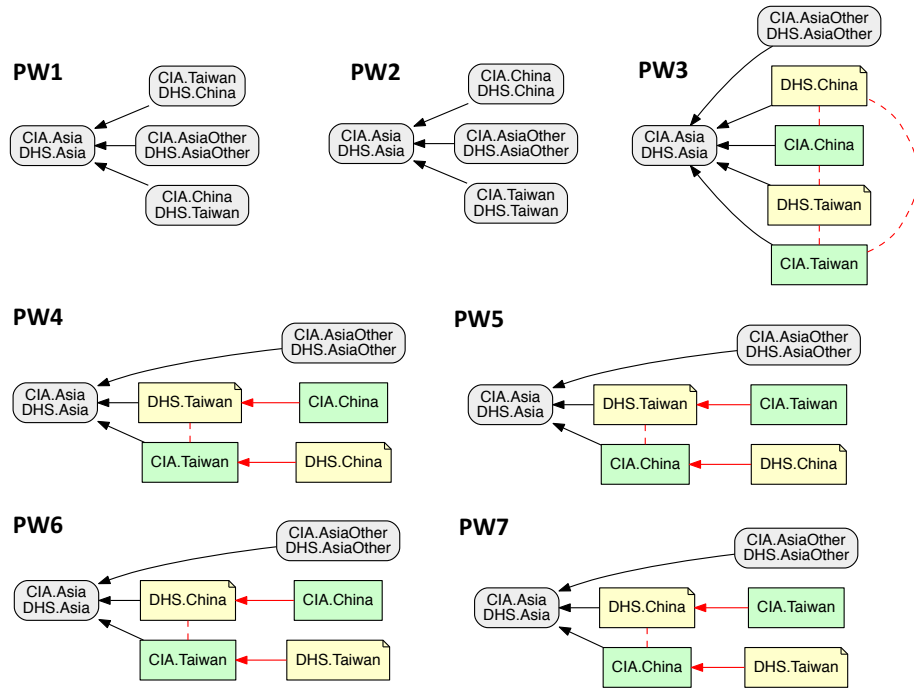 PW1
CIA.Taiwan
DHS.China
CIA.Asia
DHS.Asia
CIA.AsiaOther
DHS.AsiaOther
CIA.China
DHS.Taiwan
PW2
CIA.China
DHS.China
CIA.Asia
DHS.Asia
CIA.AsiaOther
DHS.AsiaOther
CIA.Taiwan
DHS.Taiwan
PW3
CIA.AsiaOther
DHS.AsiaOther
DHS.China
CIA.Asia
DHS.Asia
CIA.China
DHS.Taiwan
CIA.Taiwan
PW4
CIA.AsiaOther
DHS.AsiaOther
CIA.Asia
DHS.Asia
DHS.Taiwan
CIA.China
CIA.Taiwan
DHS.China
PW5
CIA.AsiaOther
DHS.AsiaOther
CIA.Asia
DHS.Asia
DHS.Taiwan
CIA.Taiwan
CIA.China
DHS.China
PW6
CIA.AsiaOther
DHS.AsiaOther
CIA.Asia
DHS.Asia
DHS.China
CIA.China
CIA.Taiwan
DHS.Taiwan
PW7
CIA.AsiaOther
DHS.AsiaOther
CIA.Asia
DHS.Asia
DHS.China
CIA.Taiwan
CIA.China
DHS.Taiwan